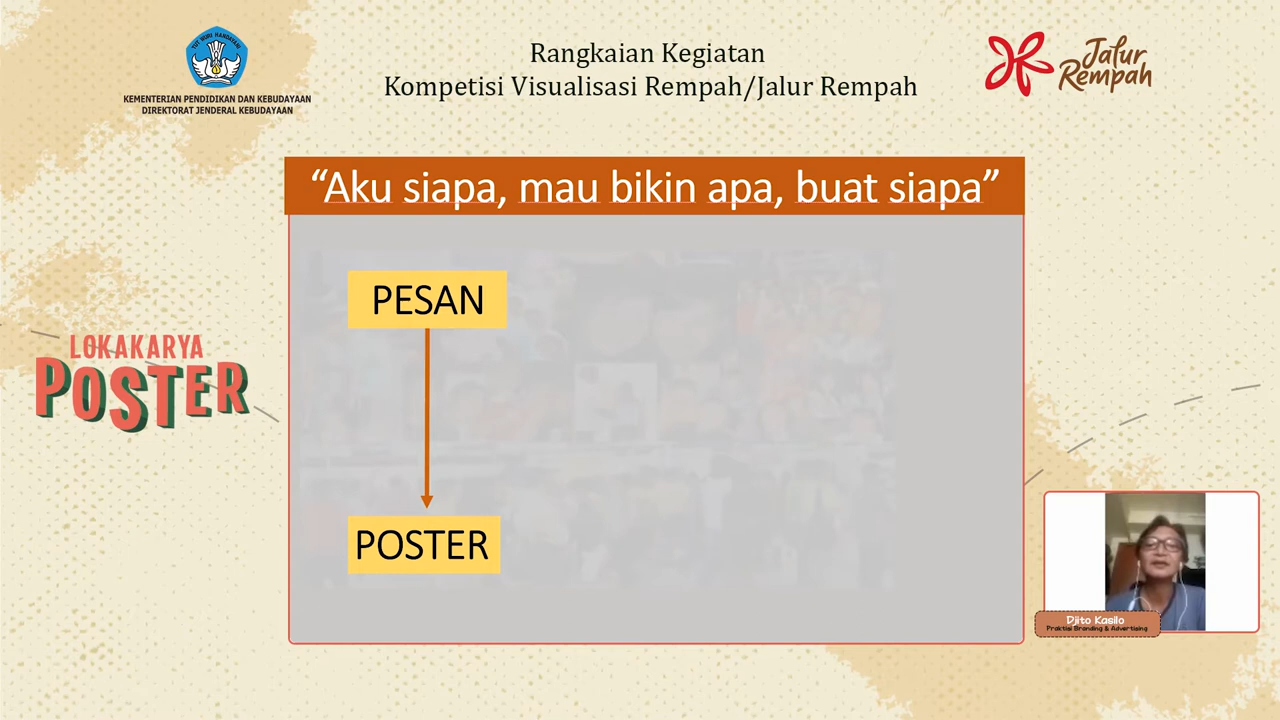 TUT WURI HANDAYANI
KEMENTERIAN PENDIDIKAN DAN KEBUDAYAAN
DIREKTORAT JENDERAL KEBUDAYAAN
Rangkaian Kegiatan
Kompetisi Visualisasi Rempah/Jalur Rempah
Jalur
Rempah
“Aku siapa, mau bikin apa, buat siapa”
PESAN
LOKAKARYA
POSTER
POSTER
Djito Kasilo
Praktisi Branding & Advertising